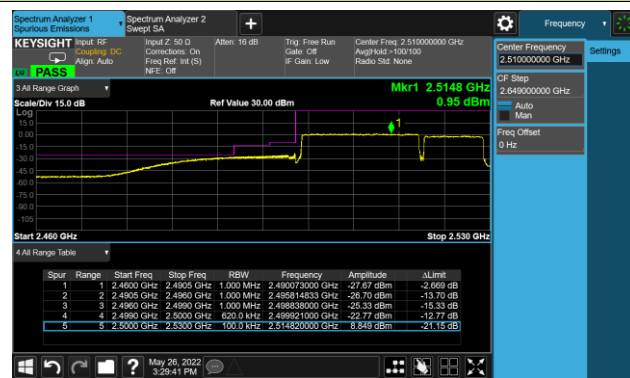 Spectrum Analyzer 1
Spurious Emissions
Spectrum Analyzer 2
Swept SA
Frequency
KEYSIGHT
Input: RF
Coupling: DC
Align: Auto
Input Z: 50 Ω
Corrections: On
Freq Ref: Int (S)
NFE: Off
Atten: 16 dB
Trig: Free Run
Gate: Off
IF Gain: Low
Center Freq: 2.510000000 GHz
Avg|Hold:>100/100
Radio Std: None
PASS
Center Frequency
2.510000000 GHz
Settings
CF Step
2.649000000 GHz
Auto
Man
Freq Offset
0 Hz
3 All Range Graph
Mkr1 2.5148 GHz
Scale/Div 15.0 dB
Ref Value 30.00 dBm
0.95 dBm
Log
15.0
0.00
-15.0
-30.0
-45.0
-60.0
-75.0
-90.0
-105
1
Start 2.460 GHz
Stop 2.530 GHz
4 All Range Table
Spur Range Start Freq Stop Freq RBW Frequency Amplitude ΔLimit
1 1 2.4600 GHz 2.4905 GHz 1.000 MHz 2.490073000 GHz -27.67 dBm -2.669 dB
2 2 2.4905 GHz 2.4960 GHz 1.000 MHz 2.495814833 GHz -26.70 dBm -13.70 dB
3 3 2.4960 GHz 2.4990 GHz 1.000 MHz 2.498838000 GHz -25.33 dBm -15.33 dB
4 4 2.4990 GHz 2.5000 GHz 620.0 kHz 2.499921000 GHz -22.77 dBm -12.77 dB
5 5 2.5000 GHz 2.5300 GHz 100.0 kHz 2.514820000 GHz 8.849 dBm -21.15 dB
May 26, 2022
3:29:41 PM